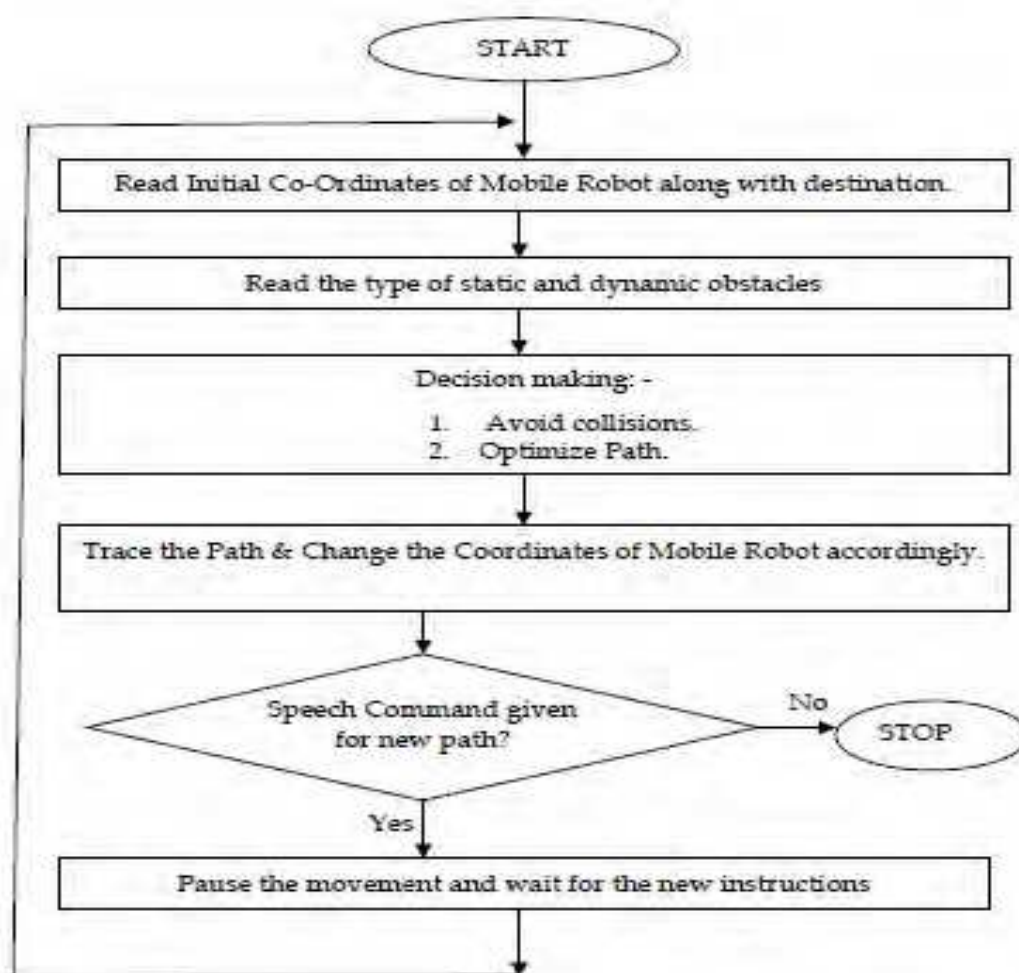 START
Read Initial Co-Ordinates of Mobile Robot along with destination.
Read the type of static and dynamic obstacles
Decision making: -
1. Avoid collisions.
2. Optimize Path.
Trace the Path & Change the Coordinates of Mobile Robot accordingly.
Speech Command given
for new path?
No
STOP
Yes
Pause the movement and wait for the new instructions